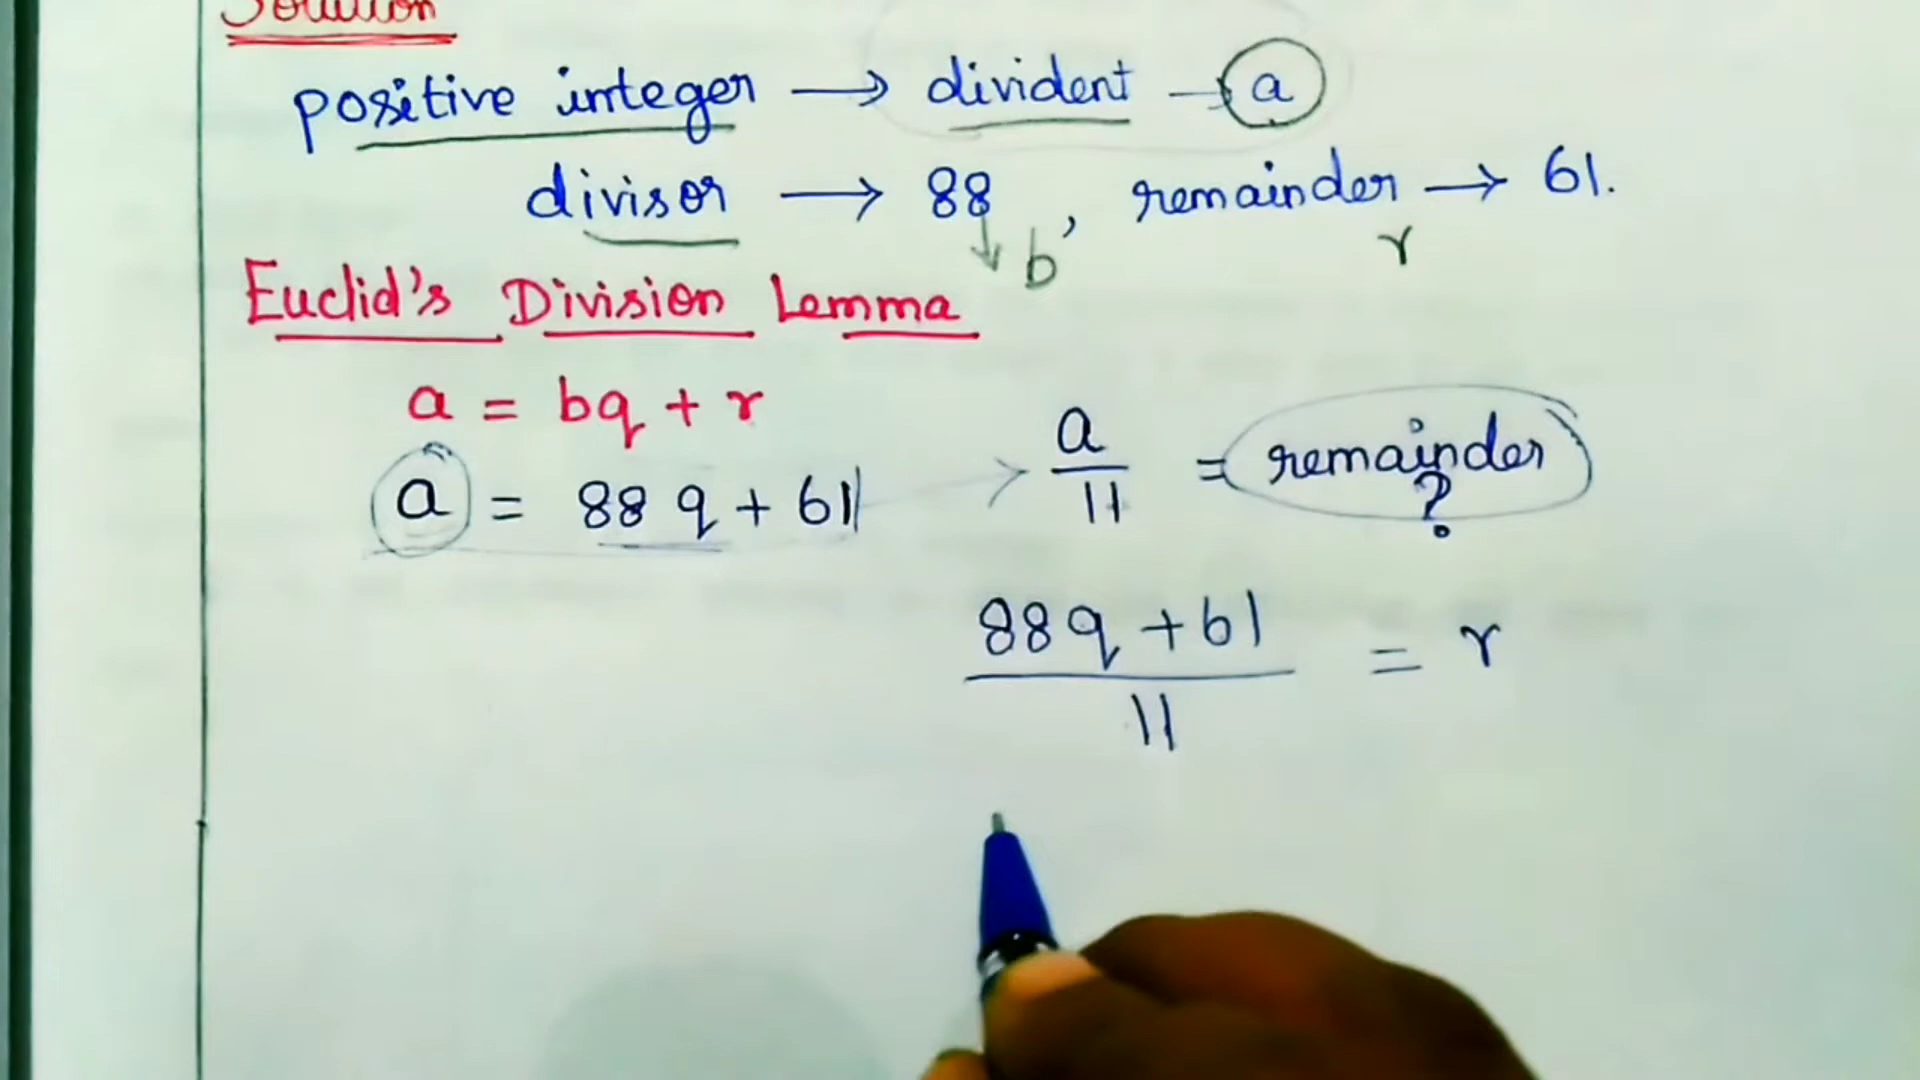 Solution
positive integer → divident → a
divisor → 88, remainder → 61.
↓ b r
Euclid's Division Lemma
a = bq + r
a = 88 q + 61
a / 11 = remainder ?
88q + 61 / 11 = r